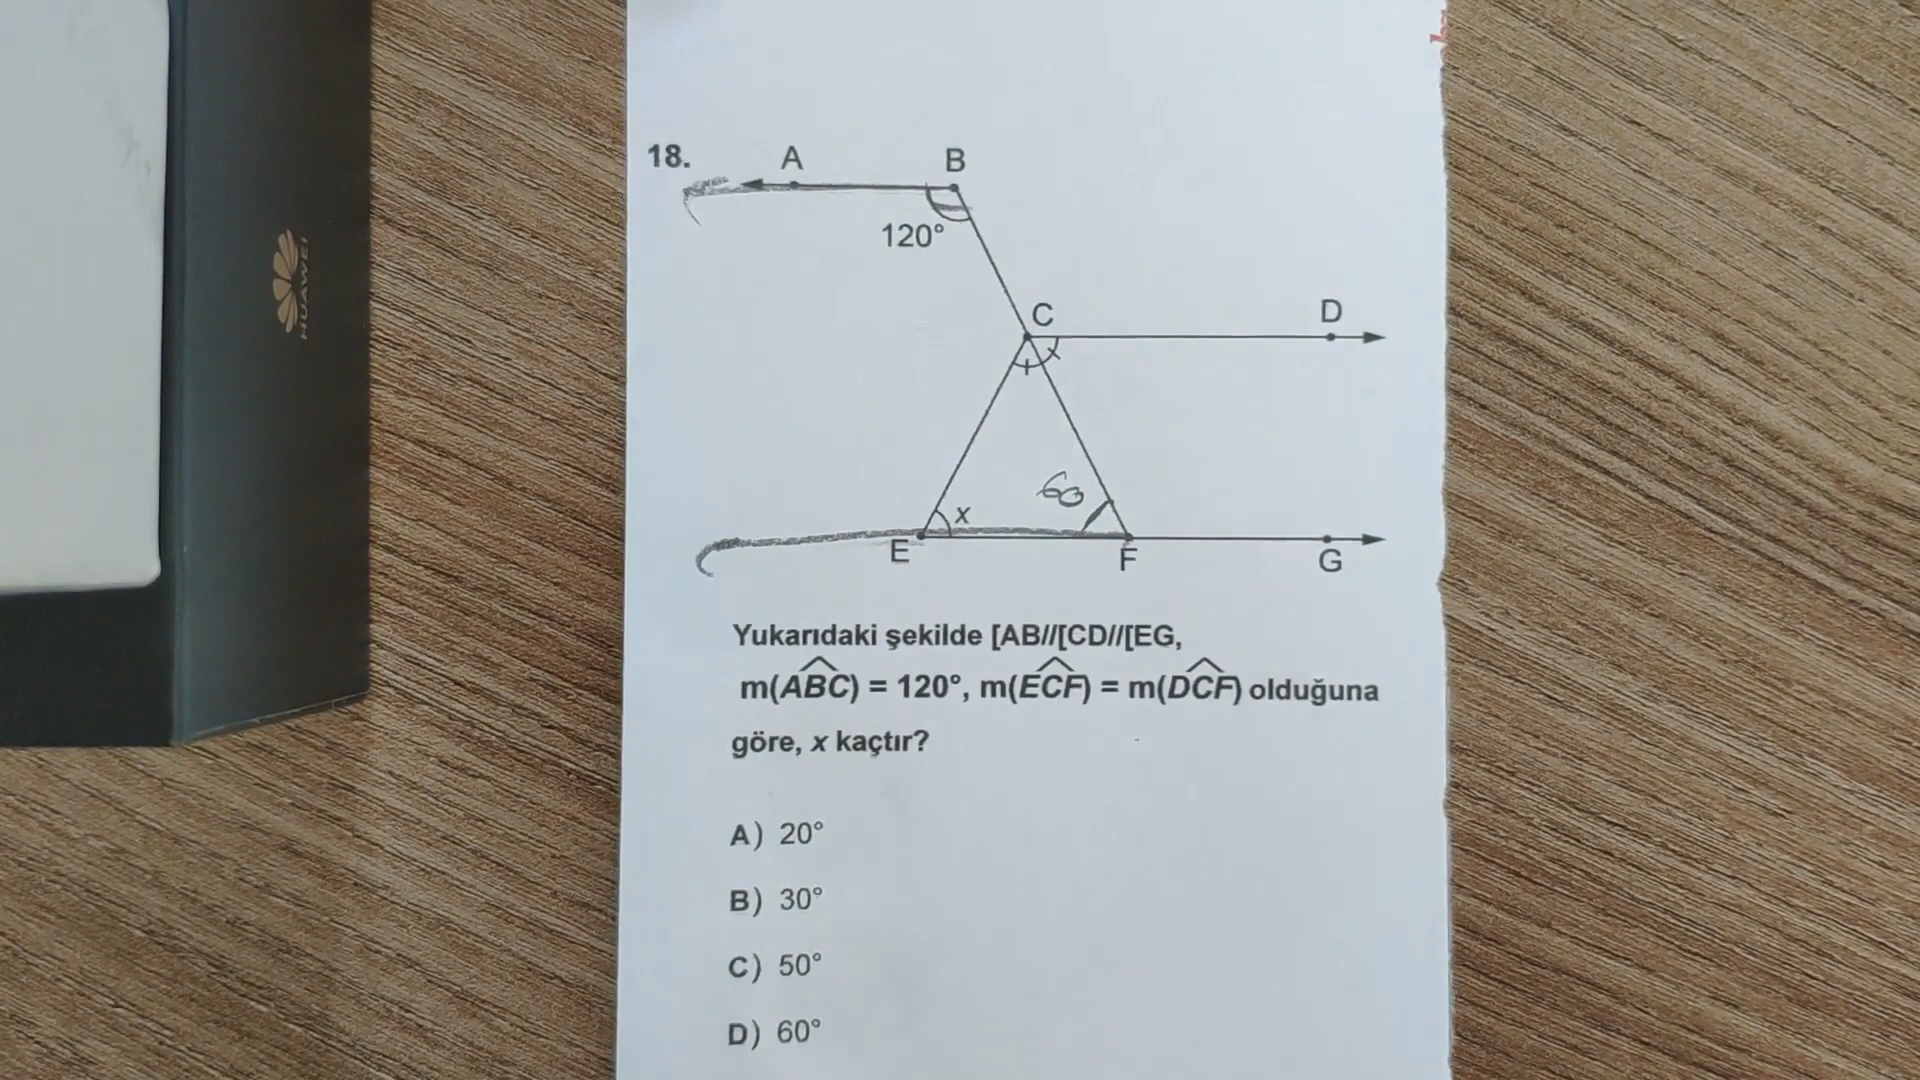 HUAWEI
18.
A
B
120°
C
D
60
x
E
F
G
Yukarıdaki şekilde [AB//[CD//[EG,
m(ABC) = 120°, m(ECF) = m(DCF) olduğuna
göre, x kaçtır?
A) 20°
B) 30°
C) 50°
D) 60°